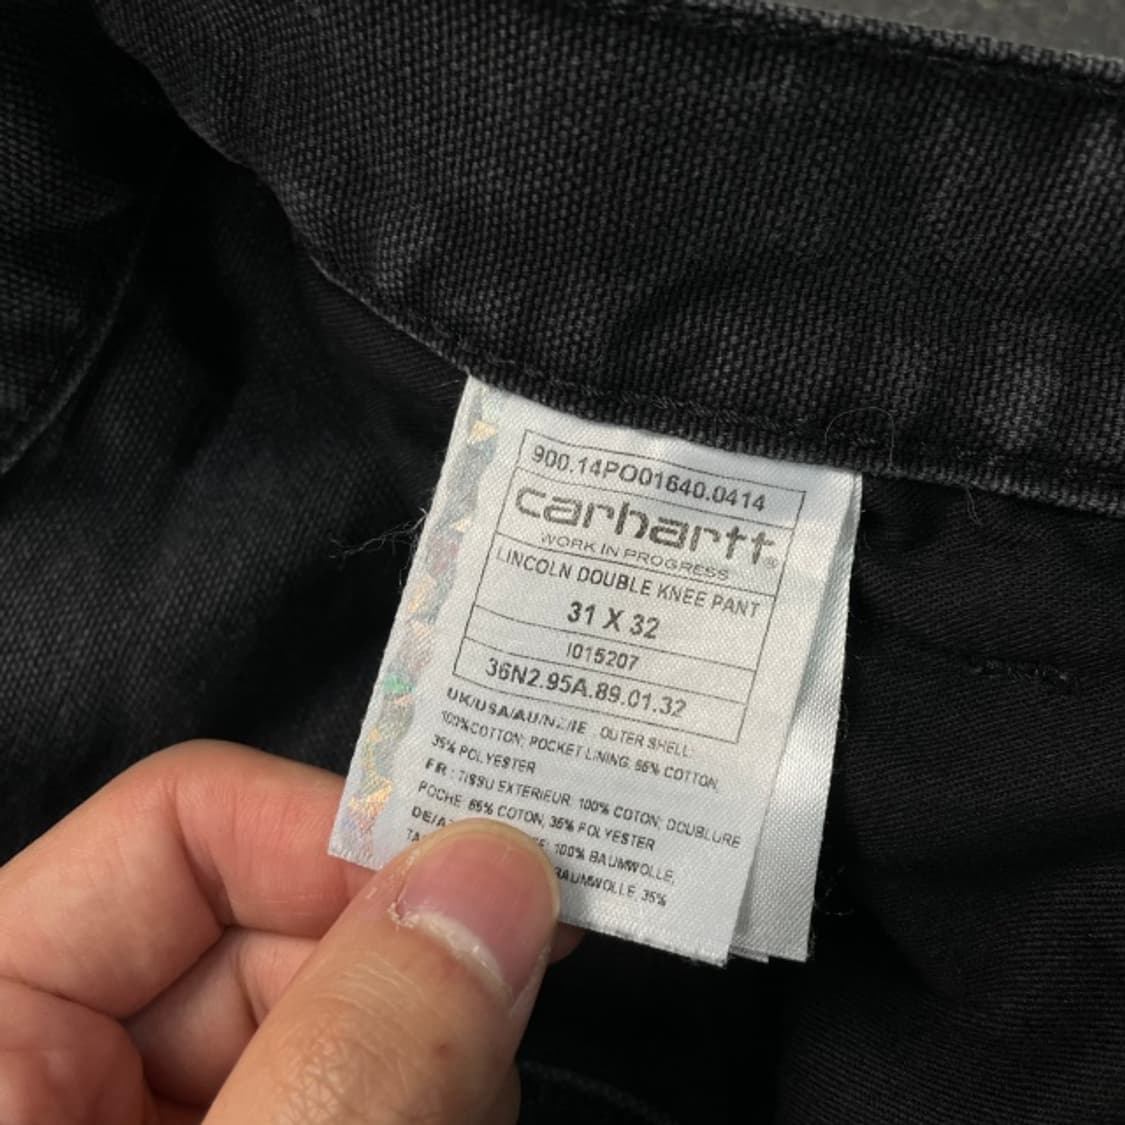 900.14PO01640.0414
carhartt®
WORK IN PROGRESS
LINCOLN DOUBLE KNEE PANT
31 X 32
I015207
36N2.95A.89.01.32
UK/USA/AU/NZ/IE OUTER SHELL:
100%COTTON; POCKET LINING: 65% COTTON,
35% POLYESTER
FR : TISSU EXTERIEUR: 100% COTON; DOUBLURE
POCHE: 65% COTON, 35% POLYESTER
100% BAUMWOLLE,
BAUMWOLLE, 35%